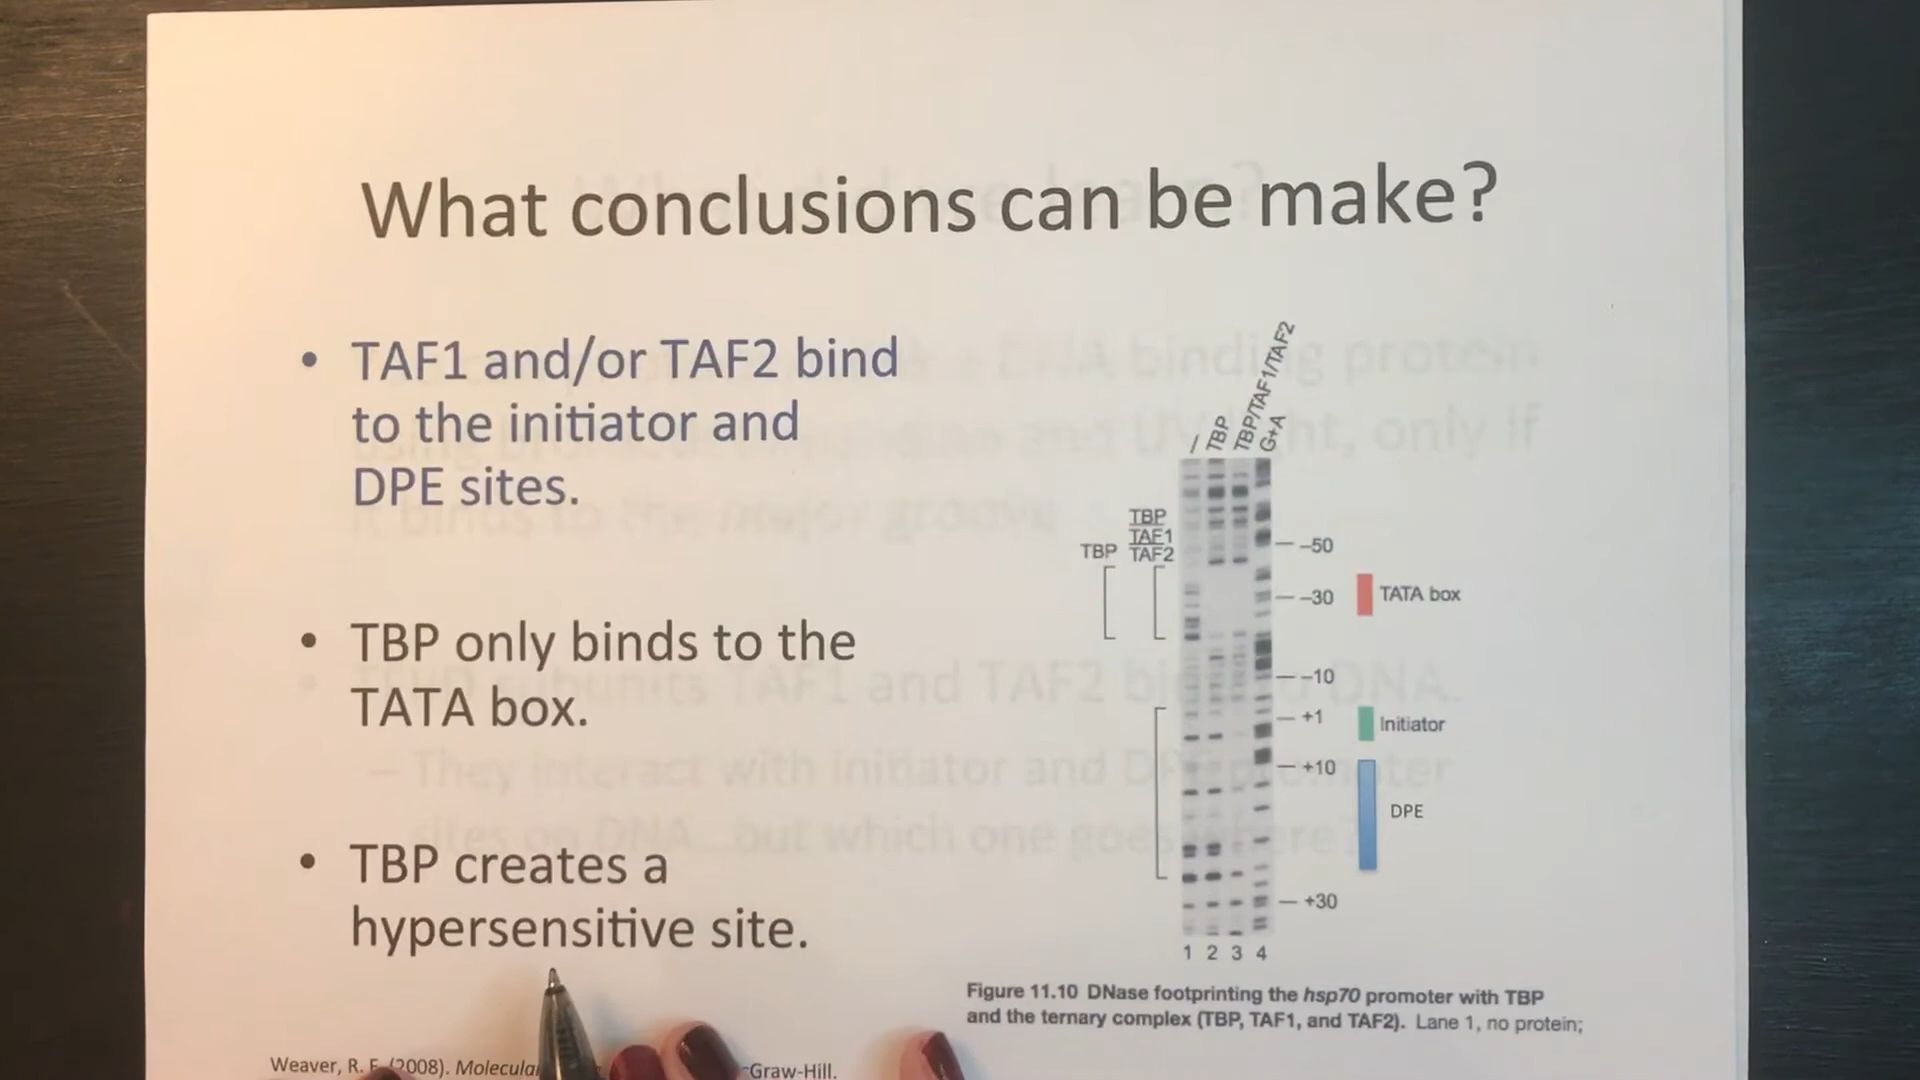 What conclusions can be make?
• TAF1 and/or TAF2 bind
to the initiator and
DPE sites.
• TBP only binds to the
TATA box.
• TBP creates a
hypersensitive site.
–
TBP
TBP/TAF1/TAF2
G+A
TBP
TBP
TAF1
TAF2
–50
–30
TATA box
–10
+1
Initiator
+10
DPE
+30
1 2 3 4
Figure 11.10 DNase footprinting the hsp70 promoter with TBP
and the ternary complex (TBP, TAF1, and TAF2). Lane 1, no protein;
Weaver, R. F. (2008). Molecular
Graw-Hill.